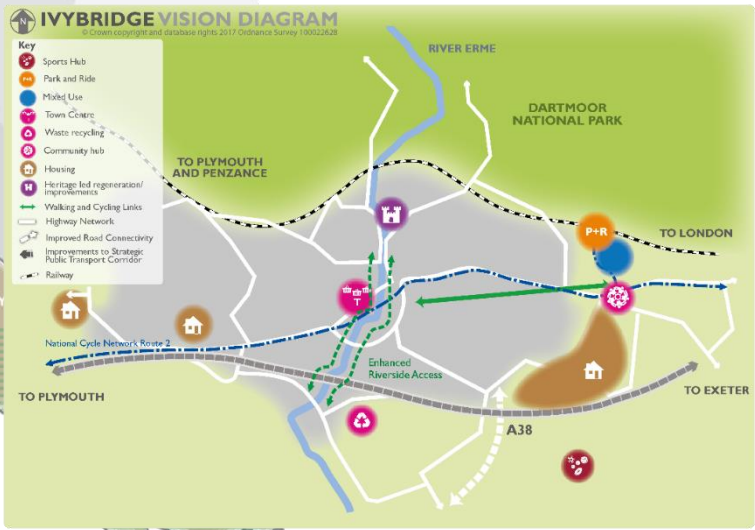 N IVYBRIDGE VISION DIAGRAM
© Crown copyright and database rights 2017 Ordnance Survey 100022628
Key
Sports Hub
P+R Park and Ride
Mixed Use
Town Centre
Waste recycling
Community hub
Housing
Heritage led regeneration/
improvements
Walking and Cycling Links
Highway Network
Improved Road Connectivity
Improvements to Strategic
Public Transport Corridor
Railway
RIVER ERME
DARTMOOR
NATIONAL PARK
TO PLYMOUTH
AND PENZANCE
P+R
TO LONDON
T
National Cycle Network Route 2
Enhanced
Riverside Access
TO PLYMOUTH
TO EXETER
A38